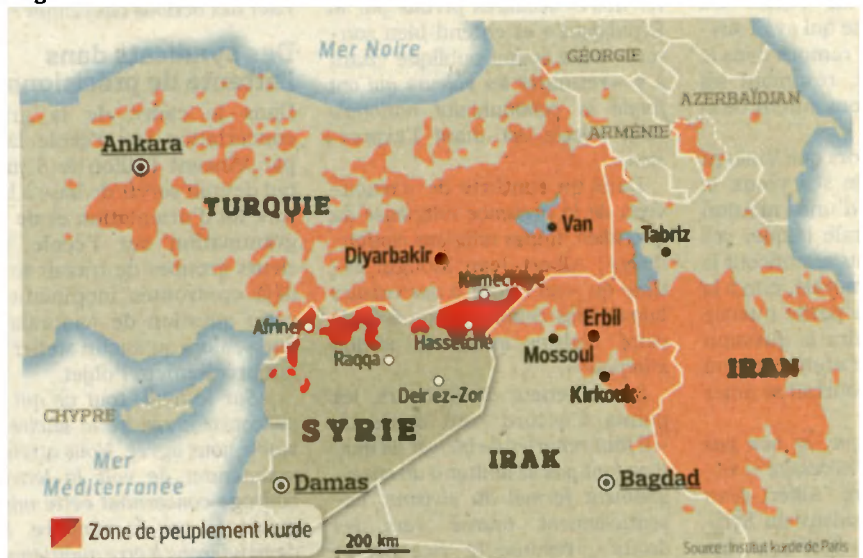 Mer Noire
GÉORGIE
AZERBAÏDJAN
ARMÉNIE
Ankara
TURQUIE
Van
Tabriz
Diyarbakir
Kamechliye
Afrine
Hassetché
Raqqa
Erbil
Mossoul
Kirkouk
IRAN
Deir ez-Zor
CHYPRE
SYRIE
IRAK
Mer
Méditerranée
Damas
Bagdad
Zone de peuplement kurde
200 km
Source: Institut kurde de Paris